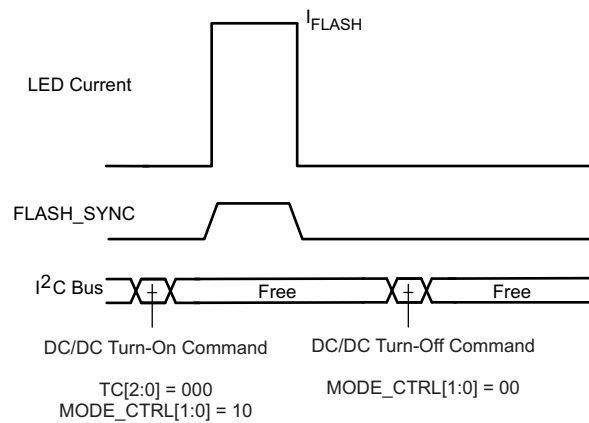 I_FLASH
LED Current
FLASH_SYNC
I²C Bus
Free
Free
DC/DC Turn-On Command
DC/DC Turn-Off Command
TC[2:0] = 000
MODE_CTRL[1:0] = 10
MODE_CTRL[1:0] = 00